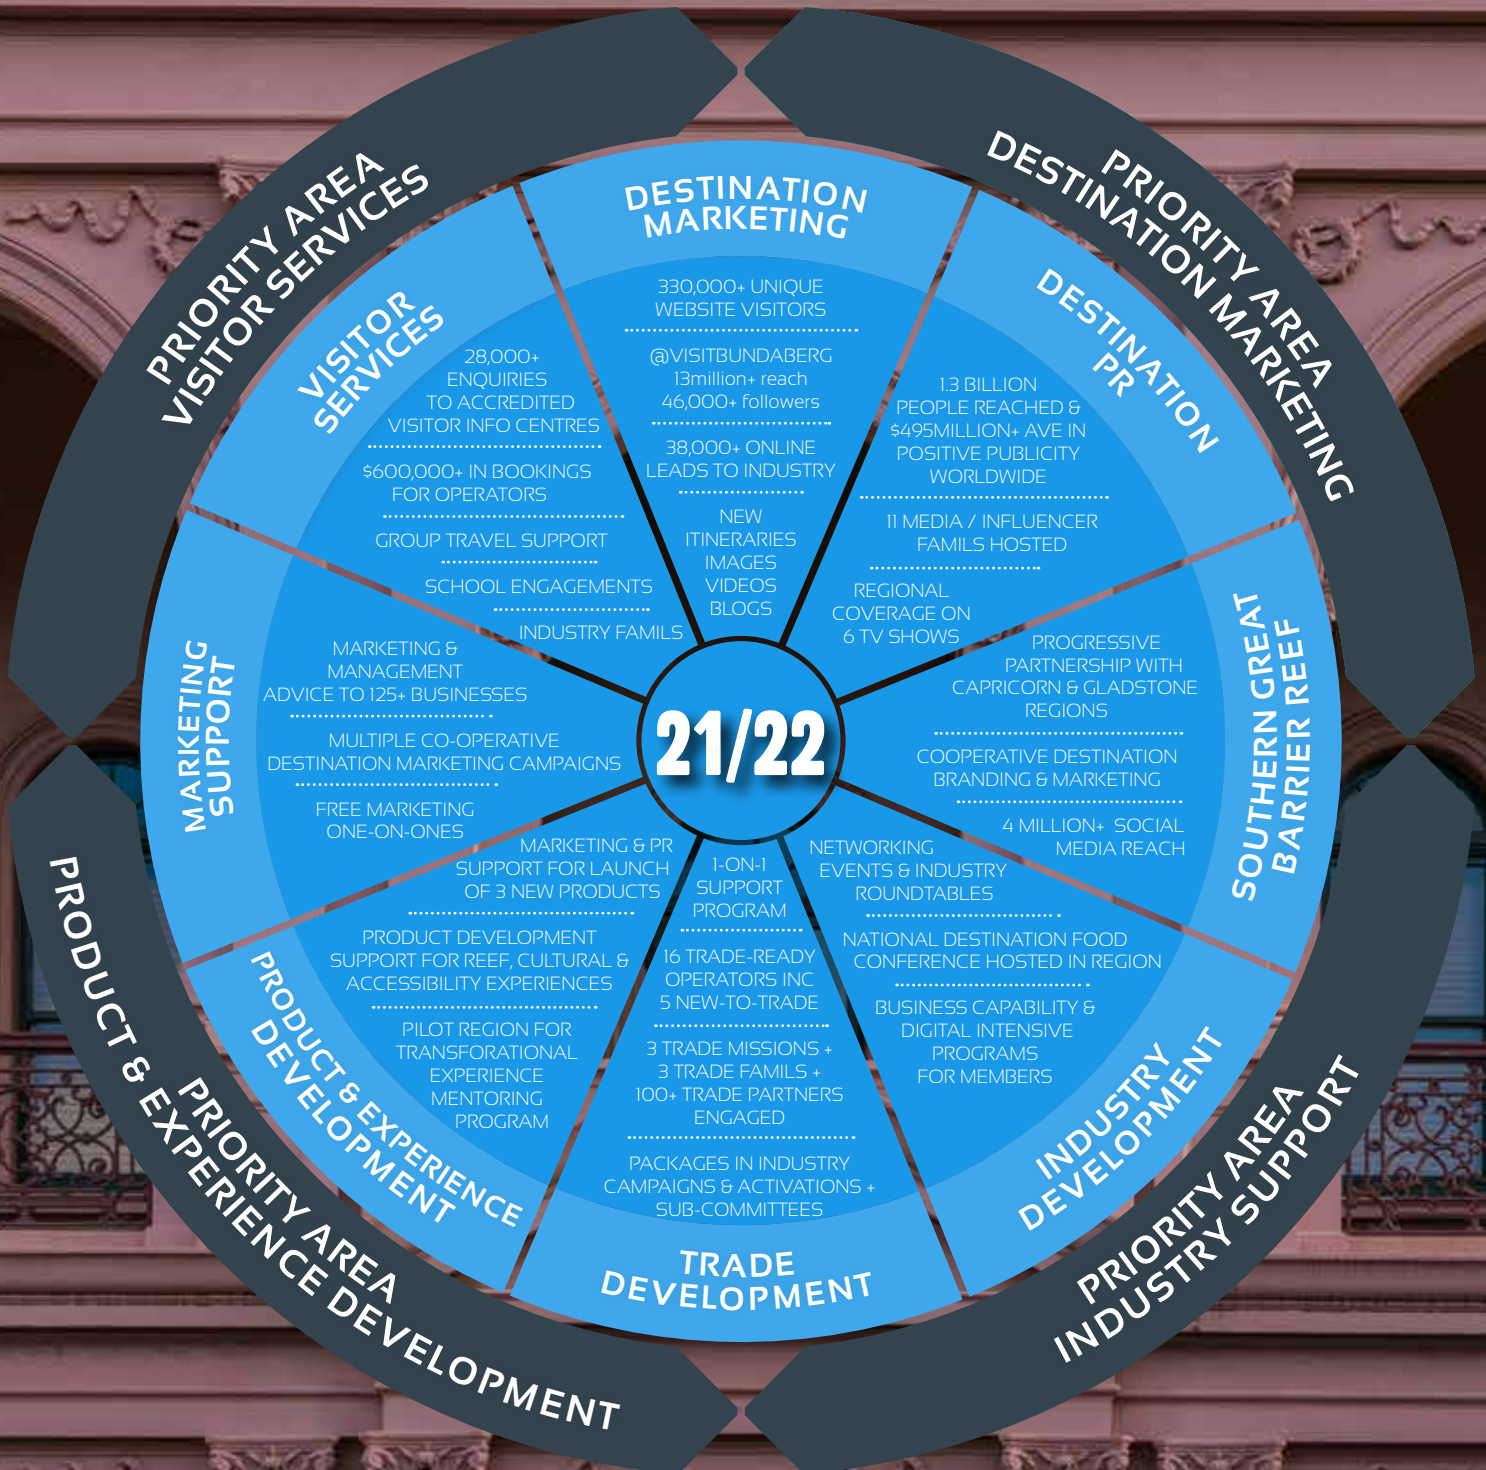 PRIORITY AREA
VISITOR SERVICES
PRIORITY AREA
DESTINATION MARKETING
PRIORITY AREA
INDUSTRY SUPPORT
PRIORITY AREA
PRODUCT & EXPERIENCE DEVELOPMENT
DESTINATION
MARKETING
330,000+ UNIQUE
WEBSITE VISITORS
@VISITBUNDABERG
13million+ reach
46,000+ followers
38,000+ ONLINE
LEADS TO INDUSTRY
NEW
ITINERARIES
IMAGES
VIDEOS
BLOGS
DESTINATION
PR
1.3 BILLION
PEOPLE REACHED &
$495MILLION+ AVE IN
POSITIVE PUBLICITY
WORLDWIDE
11 MEDIA / INFLUENCER
FAMILS HOSTED
REGIONAL
COVERAGE ON
6 TV SHOWS
SOUTHERN GREAT
BARRIER REEF
PROGRESSIVE
PARTNERSHIP WITH
CAPRICORN & GLADSTONE
REGIONS
COOPERATIVE DESTINATION
BRANDING & MARKETING
4 MILLION+ SOCIAL
MEDIA REACH
INDUSTRY
DEVELOPMENT
NETWORKING
EVENTS & INDUSTRY
ROUNDTABLES
NATIONAL DESTINATION FOOD
CONFERENCE HOSTED IN REGION
BUSINESS CAPABILITY &
DIGITAL INTENSIVE
PROGRAMS
FOR MEMBERS
TRADE
DEVELOPMENT
1-ON-1
SUPPORT
PROGRAM
16 TRADE-READY
OPERATORS INC
5 NEW-TO-TRADE
3 TRADE MISSIONS +
3 TRADE FAMILS +
100+ TRADE PARTNERS
ENGAGED
PACKAGES IN INDUSTRY
CAMPAIGNS & ACTIVATIONS +
SUB-COMMITTEES
PRODUCT & EXPERIENCE
DEVELOPMENT
MARKETING & PR
SUPPORT FOR LAUNCH
OF 3 NEW PRODUCTS
PRODUCT DEVELOPMENT
SUPPORT FOR REEF, CULTURAL &
ACCESSIBILITY EXPERIENCES
PILOT REGION FOR
TRANSFORATIONAL
EXPERIENCE
MENTORING
PROGRAM
MARKETING
SUPPORT
MARKETING &
MANAGEMENT
ADVICE TO 125+ BUSINESSES
MULTIPLE CO-OPERATIVE
DESTINATION MARKETING CAMPAIGNS
FREE MARKETING
ONE-ON-ONES
VISITOR
SERVICES
28,000+
ENQUIRIES
TO ACCREDITED
VISITOR INFO CENTRES
$600,000+ IN BOOKINGS
FOR OPERATORS
GROUP TRAVEL SUPPORT
SCHOOL ENGAGEMENTS
INDUSTRY FAMILS
21/22